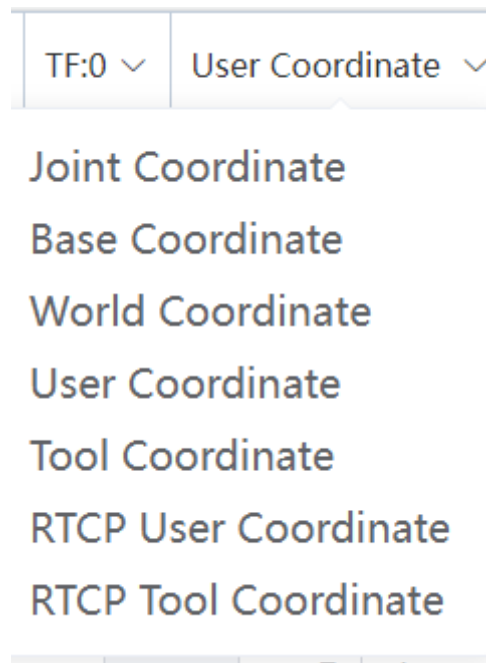 TF:0 User Coordinate
Joint Coordinate
Base Coordinate
World Coordinate
User Coordinate
Tool Coordinate
RTCP User Coordinate
RTCP Tool Coordinate